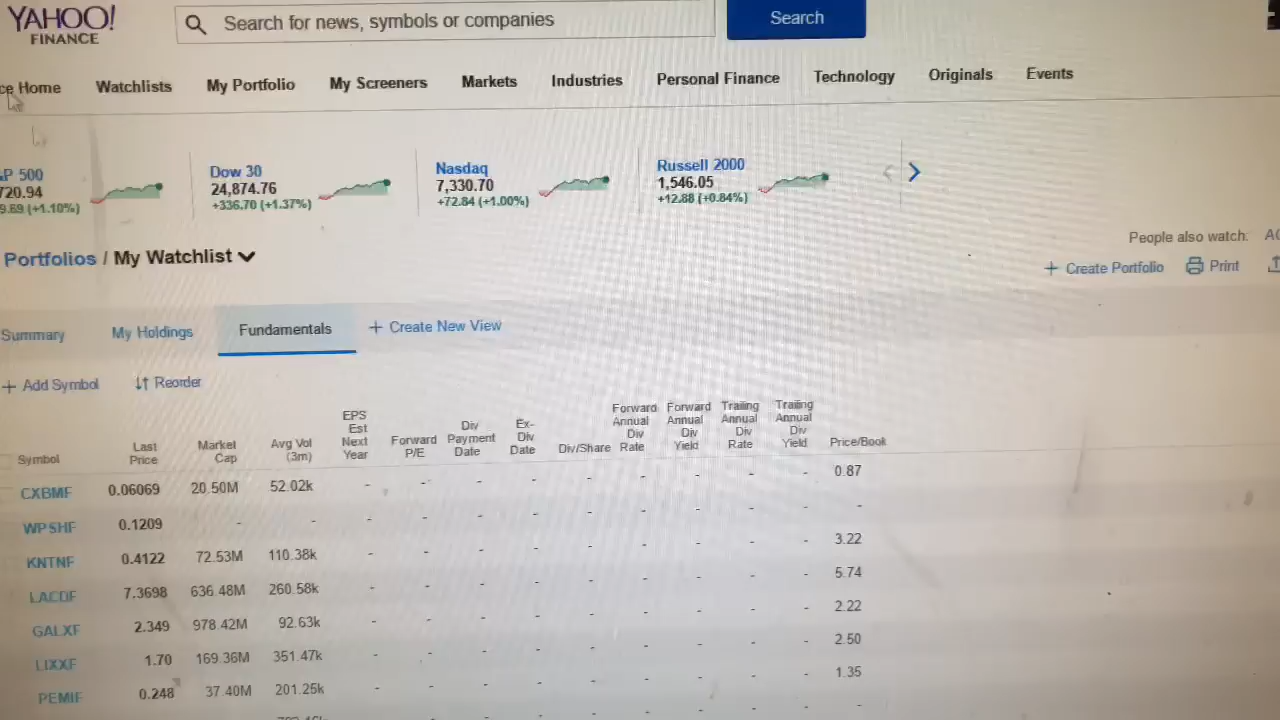 YAHOO!
FINANCE
Search for news, symbols or companies
Search
ce Home Watchlists My Portfolio My Screeners Markets Industries Personal Finance Technology Originals Events
&P 500 Dow 30 Nasdaq Russell 2000
720.94 24,874.76 7,330.70 1,546.05
9.69 (+1.10%) +336.70 (+1.37%) +72.84 (+1.00%) +12.88 (+0.84%)
People also watch:
Portfolios / My Watchlist
+ Create Portfolio Print
Summary My Holdings Fundamentals + Create New View
+ Add Symbol Reorder
Symbol Last Price Market Cap Avg Vol (3m) EPS Est Next Year Forward P/E Div Payment Date Ex-Div Date Div/Share Forward Annual Div Rate Forward Annual Div Yield Trailing Annual Div Rate Trailing Annual Div Yield Price/Book
CXBMF 0.06069 20.50M 52.02k - - - - - - - - - 0.87
WPSHF 0.1209 - - - - - - - - - - - -
KNTNF 0.4122 72.53M 110.38k - - - - - - - - - 3.22
LACDF 7.3698 636.48M 260.58k - - - - - - - - - 5.74
GALXF 2.349 978.42M 92.63k - - - - - - - - - 2.22
LIXXF 1.70 169.36M 351.47k - - - - - - - - - 2.50
PEMIF 0.248 37.40M 201.25k - - - - - - - - - 1.35